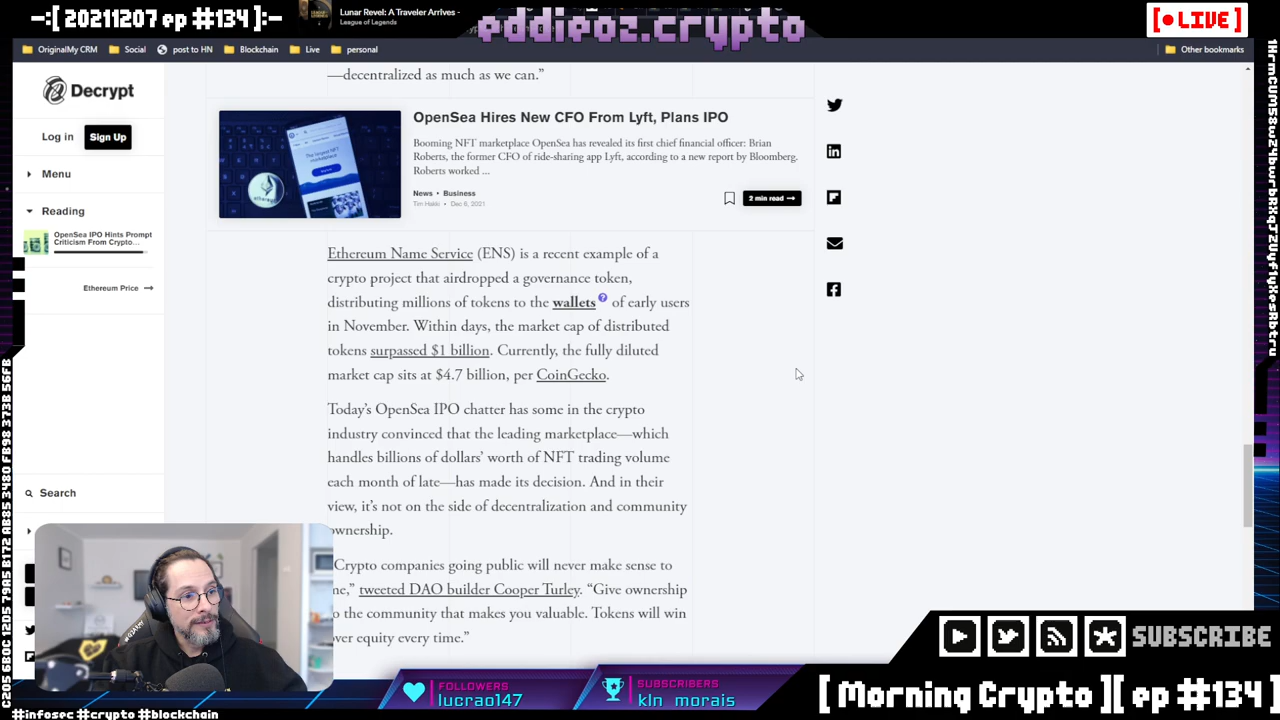 -:[ 20211207 ep #134 ]:-
Lunar Revel: A Traveler Arrives -
League of Legends
eddieoz.crypto
[● LIVE]
OriginalMy CRM
Social
post to HN
Blockchain
Live
personal
Other bookmarks
Decrypt
Log in
Sign Up
Menu
Reading
OpenSea IPO Hints Prompt
Criticism From Crypto...
Ethereum Price
Search
—decentralized as much as we can.”
OpenSea Hires New CFO From Lyft, Plans IPO
Booming NFT marketplace OpenSea has revealed its first chief financial officer: Brian
Roberts, the former CFO of ride-sharing app Lyft, according to a new report by Bloomberg.
Roberts worked ...
News • Business
Tim Hakki • Dec 6, 2021
2 min read
Ethereum Name Service (ENS) is a recent example of a
crypto project that airdropped a governance token,
distributing millions of tokens to the wallets ? of early users
in November. Within days, the market cap of distributed
tokens surpassed $1 billion. Currently, the fully diluted
market cap sits at $4.7 billion, per CoinGecko.
Today’s OpenSea IPO chatter has some in the crypto
industry convinced that the leading marketplace—which
handles billions of dollars’ worth of NFT trading volume
each month of late—has made its decision. And in their
view, it’s not on the side of decentralization and community
ownership.
Crypto companies going public will never make sense to
me,” tweeted DAO builder Cooper Turley. “Give ownership
to the community that makes you valuable. Tokens will win
over equity every time.”
SUBSCRIBE
FOLLOWERS
lucrao147
SUBSCRIBERS
kln_morais
[ Morning Crypto ][ ep #134 ]
#infosec #crypto #blockchain